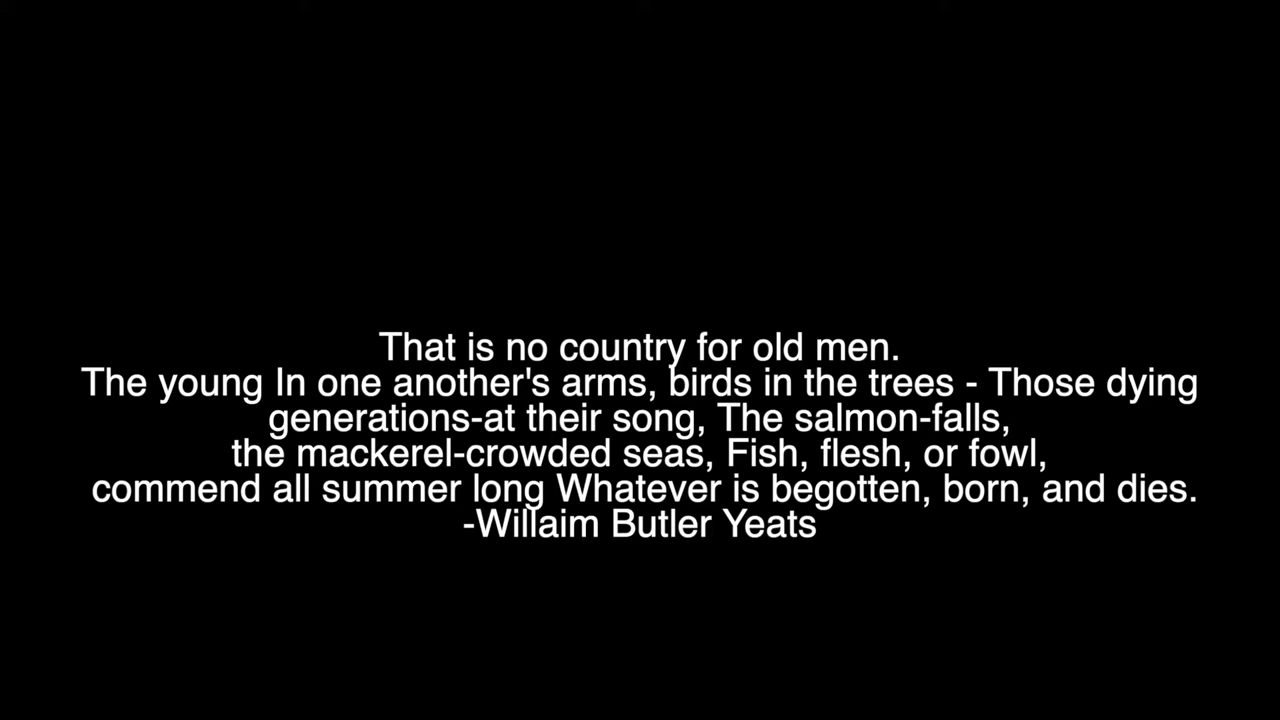 That is no country for old men.
The young In one another's arms, birds in the trees - Those dying
generations-at their song, The salmon-falls,
the mackerel-crowded seas, Fish, flesh, or fowl,
commend all summer long Whatever is begotten, born, and dies.
-Willaim Butler Yeats